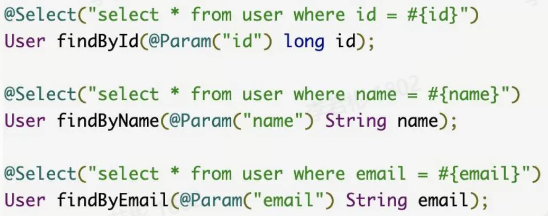 @Select("select * from user where id = #{id}")
User findById(@Param("id") long id);
@Select("select * from user where name = #{name}")
User findByName(@Param("name") String name);
@Select("select * from user where email = #{email}")
User findByEmail(@Param("email") String email);